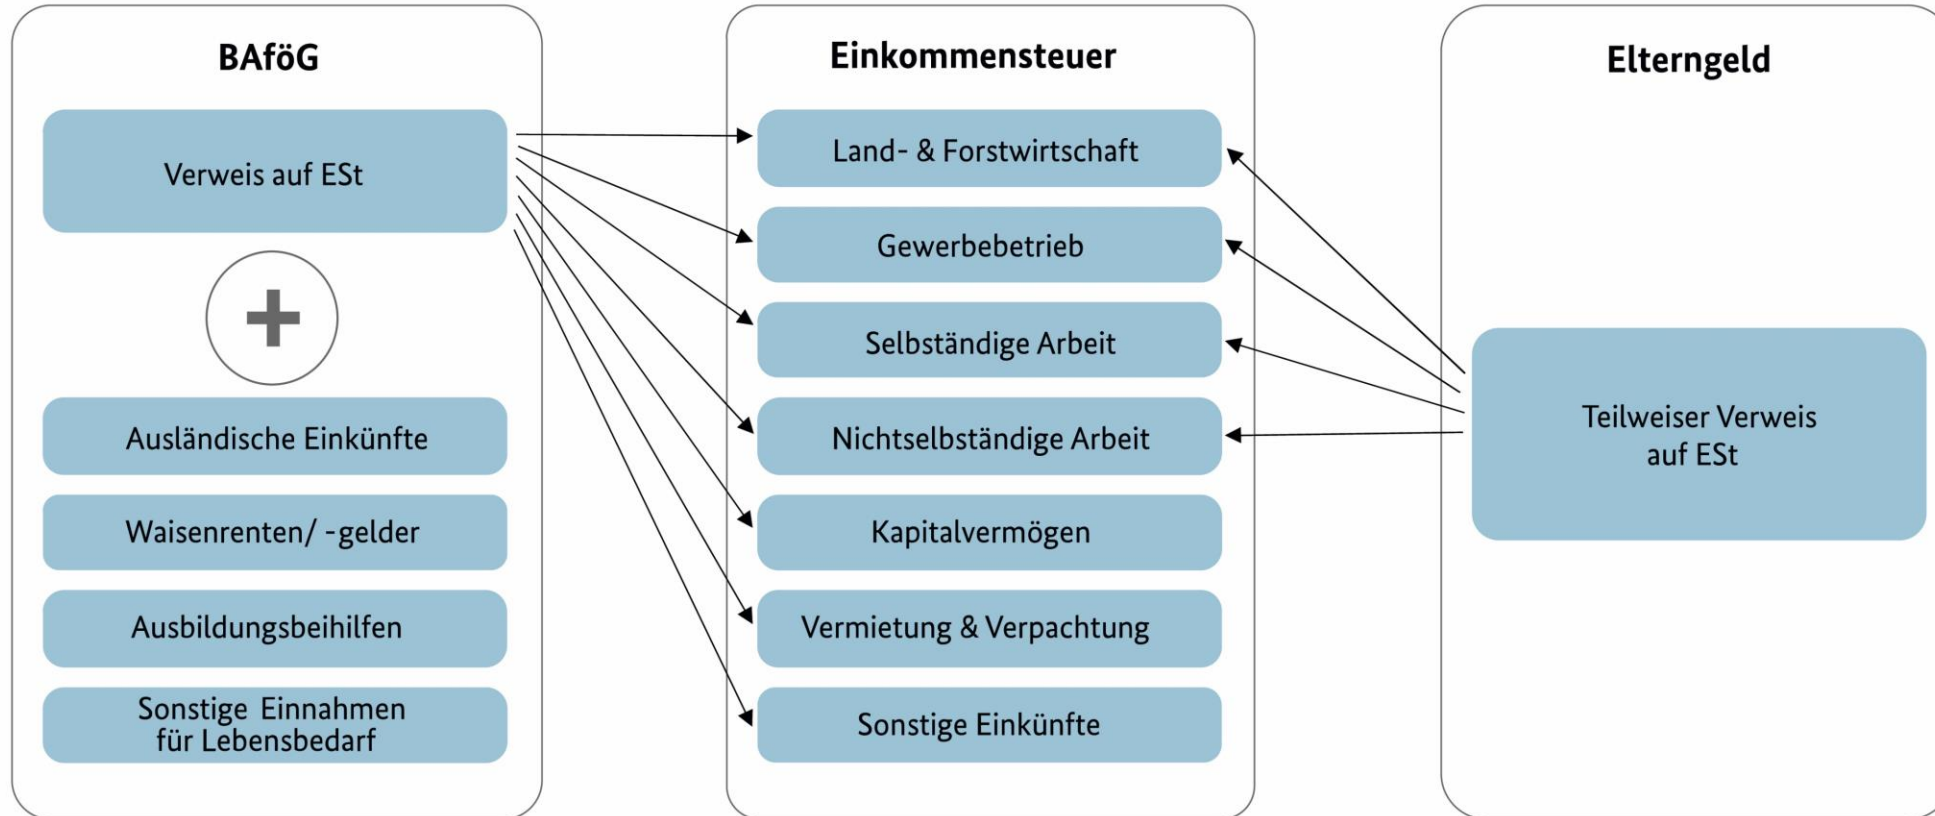 BAföG
Verweis auf ESt
Ausländische Einkünfte
Waisenrenten/ -gelder
Ausbildungsbeihilfen
Sonstige Einnahmen
für Lebensbedarf
Einkommensteuer
Land- & Forstwirtschaft
Gewerbebetrieb
Selbständige Arbeit
Nichtselbständige Arbeit
Kapitalvermögen
Vermietung & Verpachtung
Sonstige Einkünfte
Elterngeld
Teilweiser Verweis
auf ESt